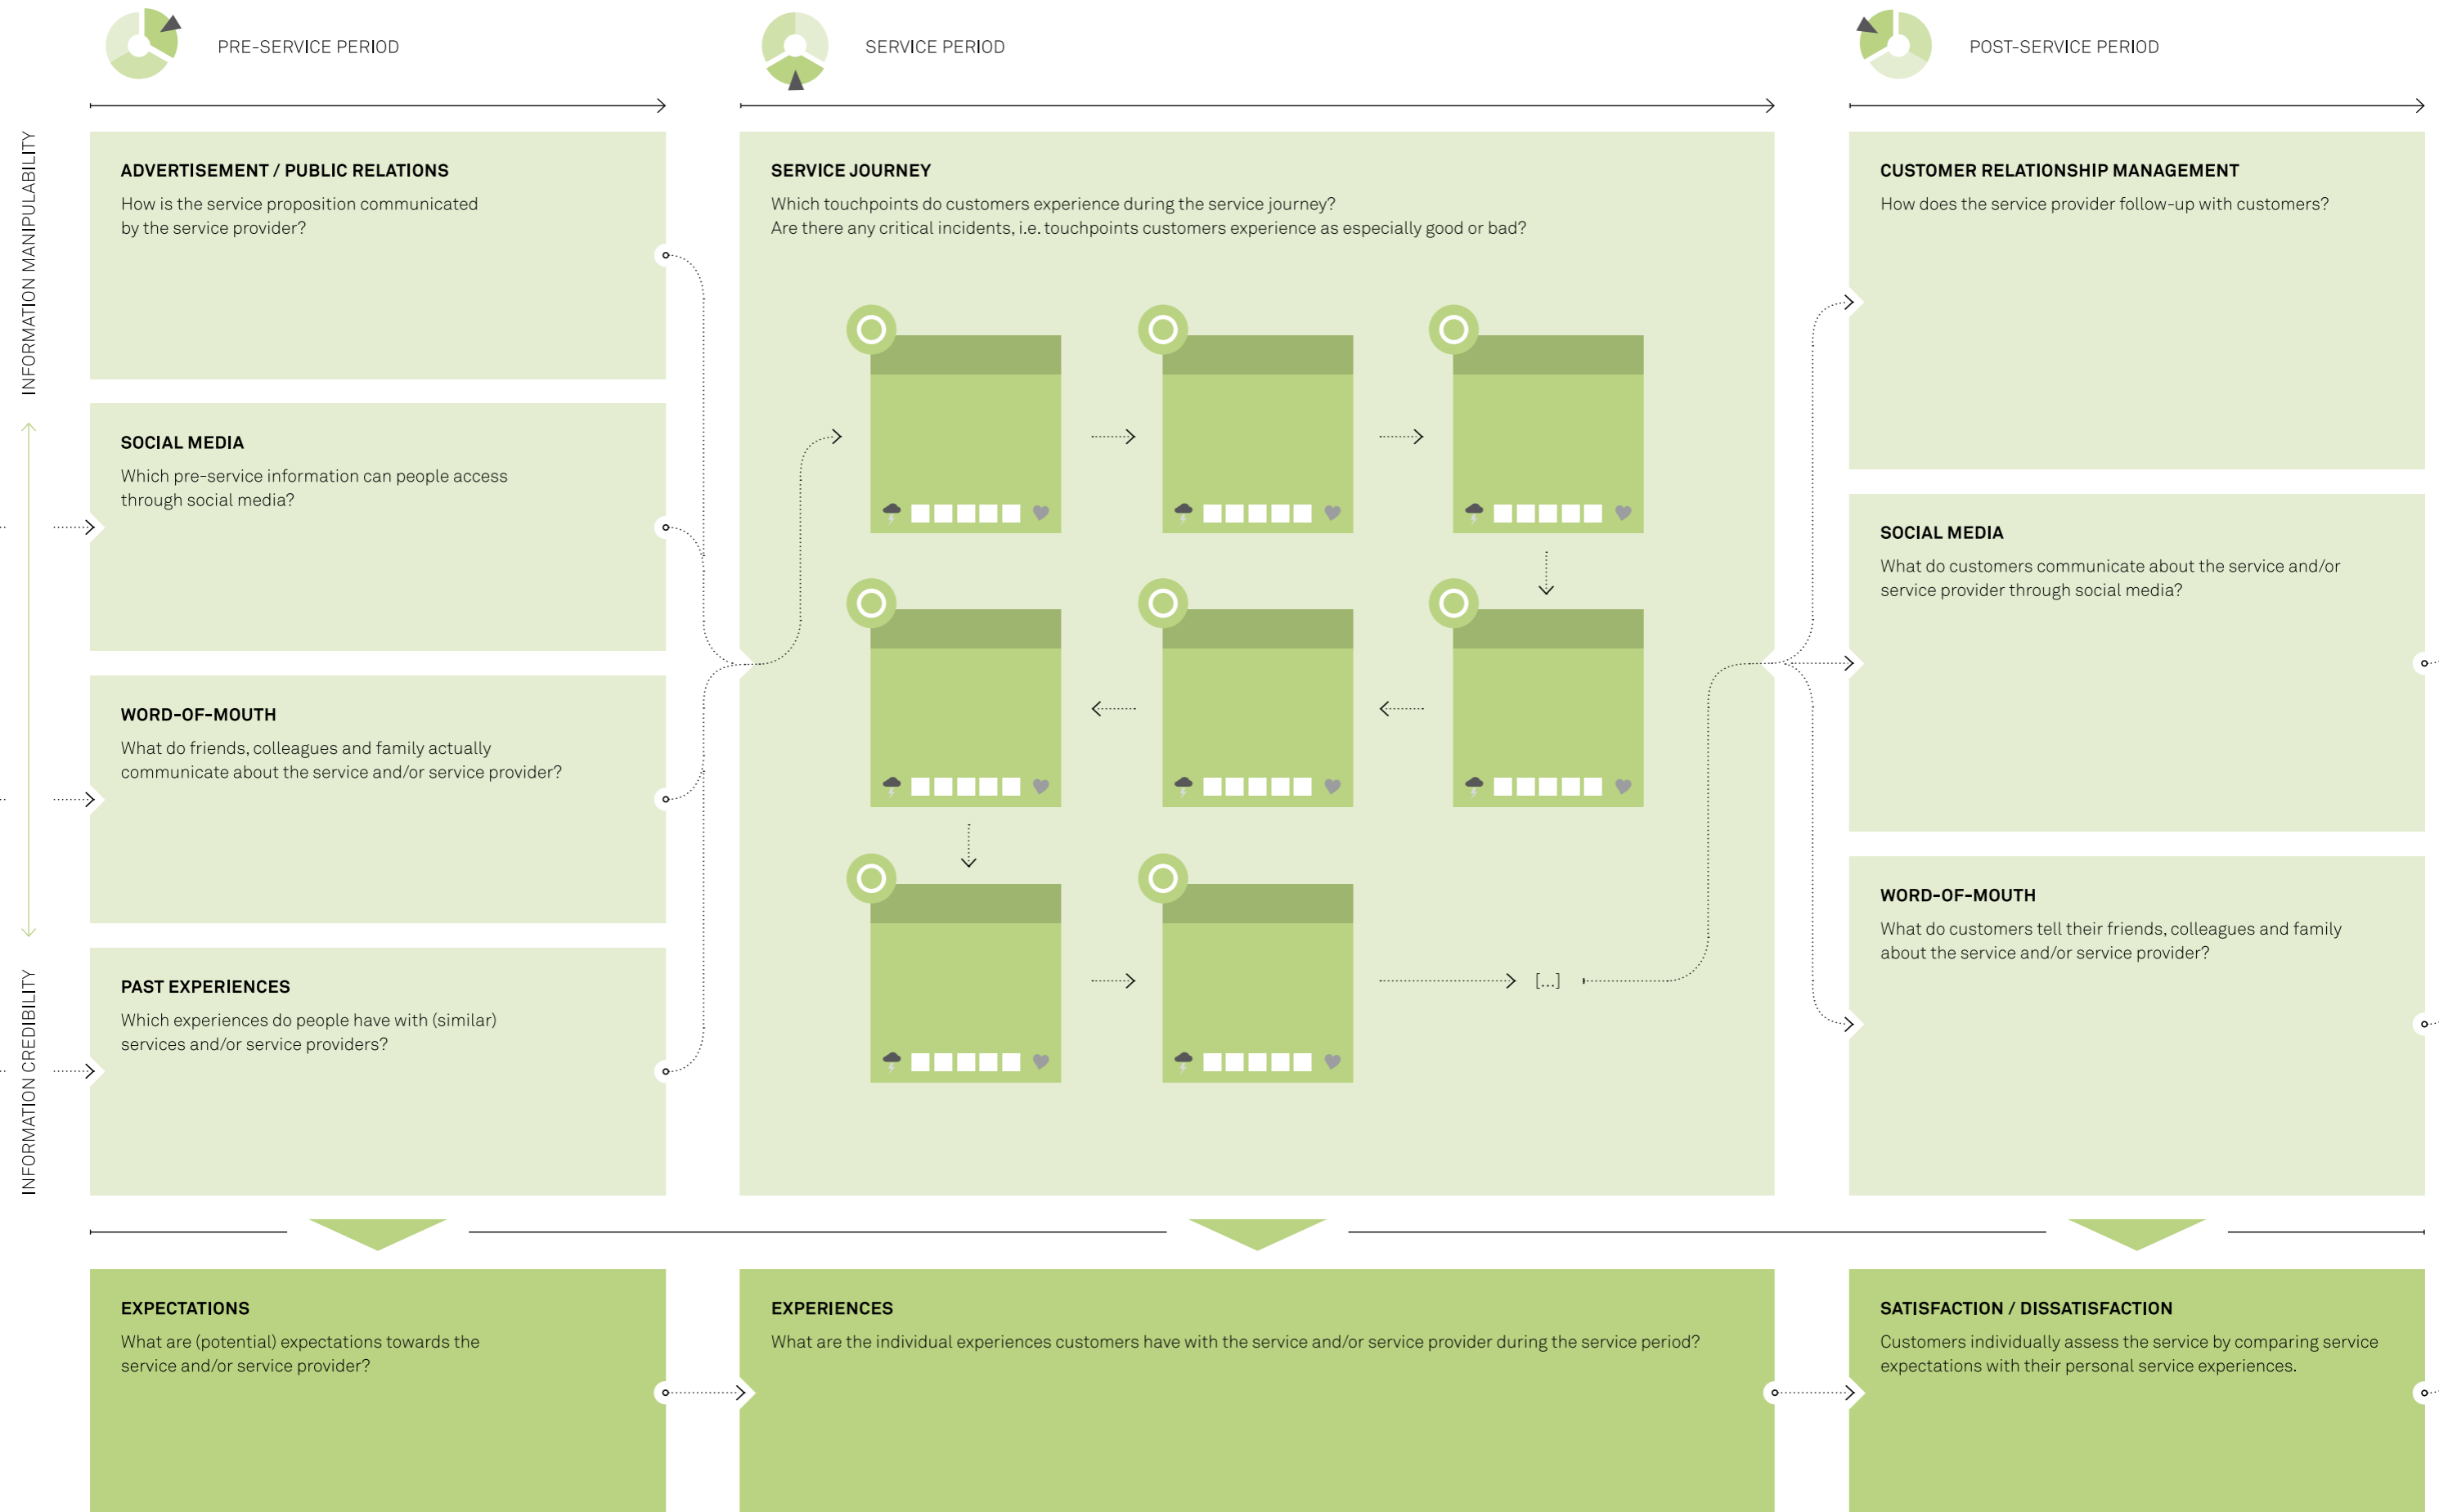 PRE-SERVICE PERIOD
SERVICE PERIOD
POST-SERVICE PERIOD
INFORMATION MANIPULABILITY
INFORMATION CREDIBILITY
ADVERTISEMENT / PUBLIC RELATIONS
How is the service proposition communicated
by the service provider?
SOCIAL MEDIA
Which pre-service information can people access
through social media?
WORD-OF-MOUTH
What do friends, colleagues and family actually
communicate about the service and/or service provider?
PAST EXPERIENCES
Which experiences do people have with (similar)
services and/or service providers?
SERVICE JOURNEY
Which touchpoints do customers experience during the service journey?
Are there any critical incidents, i.e. touchpoints customers experience as especially good or bad?
[...]
CUSTOMER RELATIONSHIP MANAGEMENT
How does the service provider follow-up with customers?
SOCIAL MEDIA
What do customers communicate about the service and/or
service provider through social media?
WORD-OF-MOUTH
What do customers tell their friends, colleagues and family
about the service and/or service provider?
EXPECTATIONS
What are (potential) expectations towards the
service and/or service provider?
EXPERIENCES
What are the individual experiences customers have with the service and/or service provider during the service period?
SATISFACTION / DISSATISFACTION
Customers individually assess the service by comparing service
expectations with their personal service experiences.